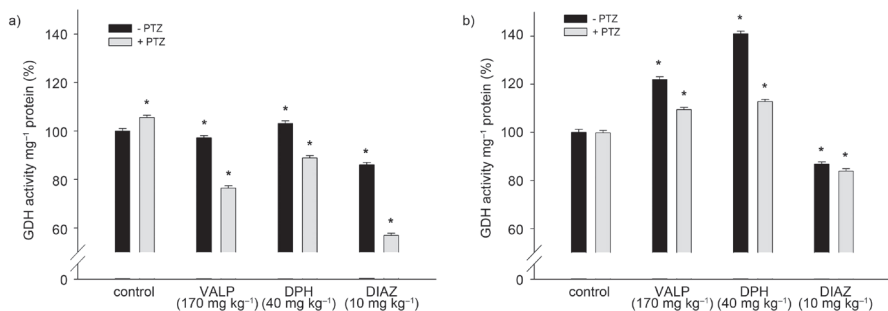 a)
GDH activity mg⁻¹ protein (%)
140
120
100
80
60
0
- PTZ
+ PTZ
*
*
*
*
*
*
*
control
VALP
(170 mg kg⁻¹)
DPH
(40 mg kg⁻¹)
DIAZ
(10 mg kg⁻¹)
b)
GDH activity mg⁻¹ protein (%)
140
120
100
80
60
0
- PTZ
+ PTZ
*
*
*
*
*
*
control
VALP
(170 mg kg⁻¹)
DPH
(40 mg kg⁻¹)
DIAZ
(10 mg kg⁻¹)